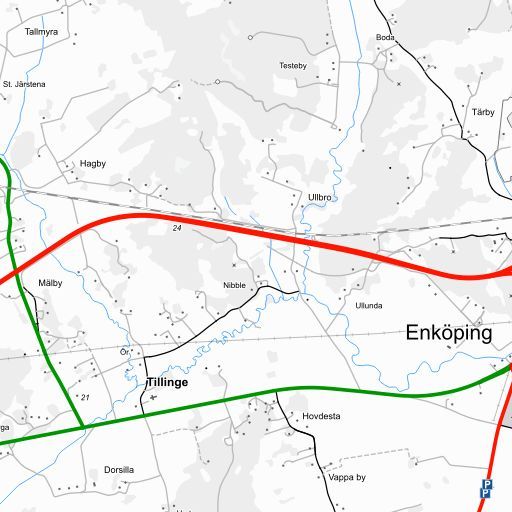 Tallmyra
Boda
Testeby
St. Järstena
Tärby
Hagby
Ullbro
24
Mälby
Nibble
Ullunda
Enköping
Ör
Tillinge
21
Hovdesta
Dorsilla
Vappa by
P
P